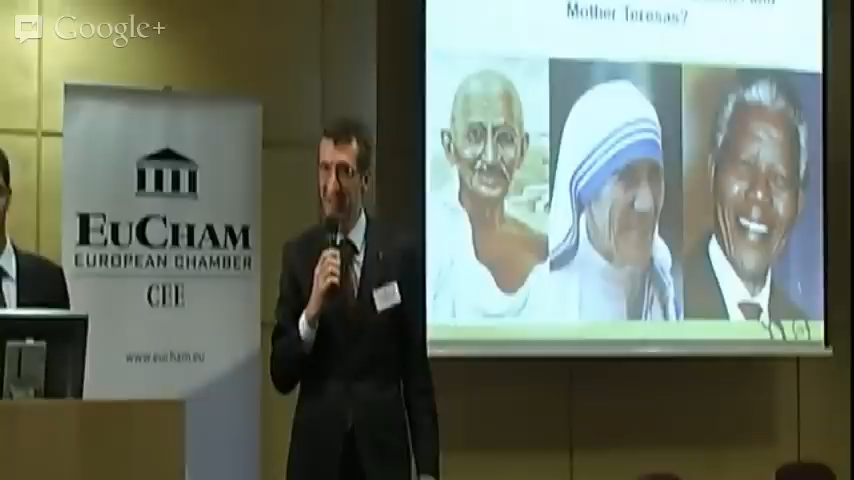 Google+
Mother Teresas?
EUCHAM
EUROPEAN CHAMBER
CEE
www.eucham.eu